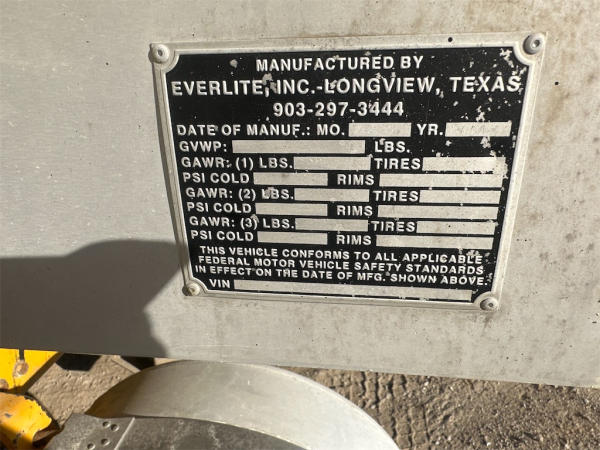 MANUFACTURED BY
EVERLITE, INC.-LONGVIEW, TEXAS
903-297-3444
DATE OF MANUF.: MO. YR.
GVWP: LBS.
GAWR: (1) LBS. TIRES
PSI COLD RIMS
GAWR: (2) LBS. TIRES
PSI COLD RIMS
GAWR: (3) LBS. TIRES
PSI COLD RIMS
THIS VEHICLE CONFORMS TO ALL APPLICABLE
FEDERAL MOTOR VEHICLE SAFETY STANDARDS
IN EFFECT ON THE DATE OF MFG. SHOWN ABOVE
VIN